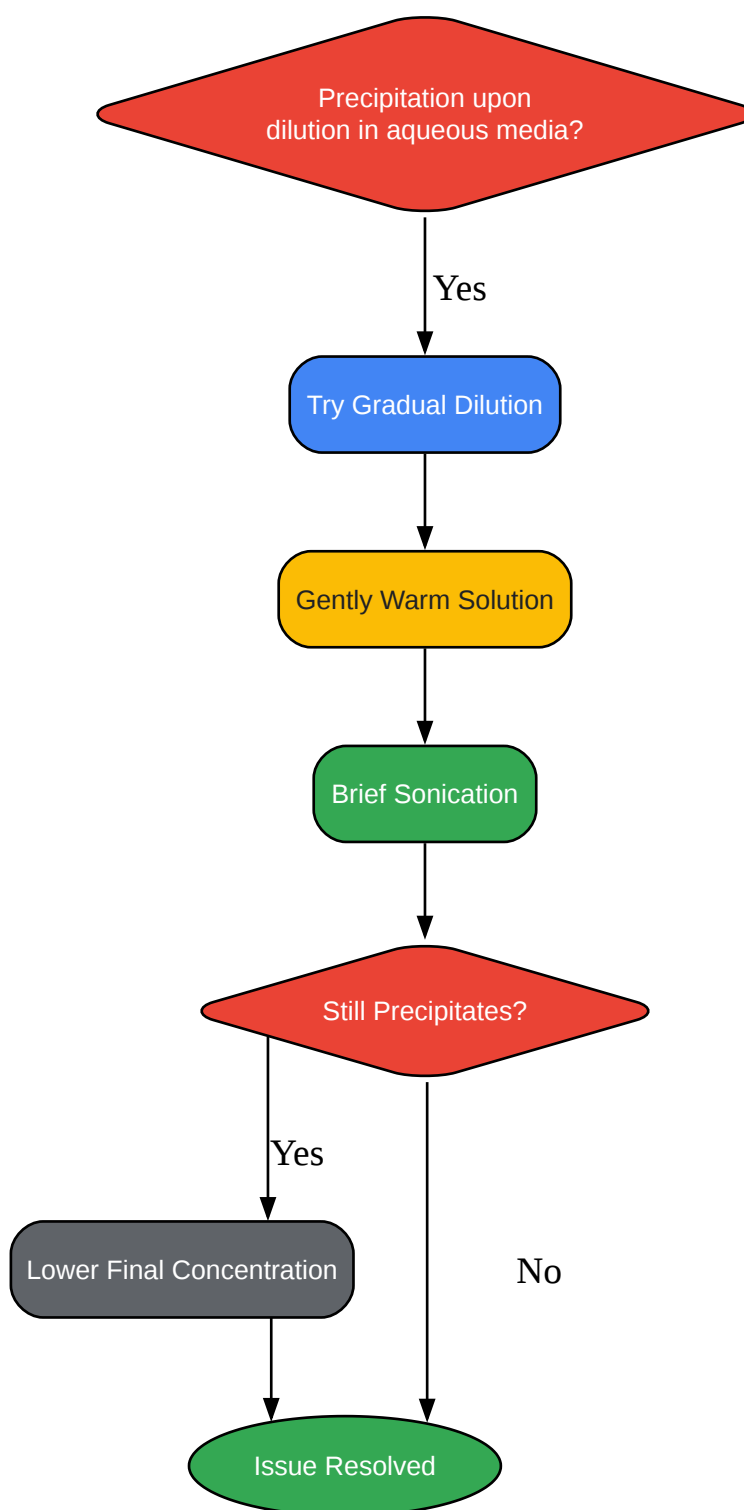 Precipitation upon
dilution in aqueous media?
Yes
Try Gradual Dilution
Gently Warm Solution
Brief Sonication
Still Precipitates?
Yes
Lower Final Concentration
No
Issue Resolved